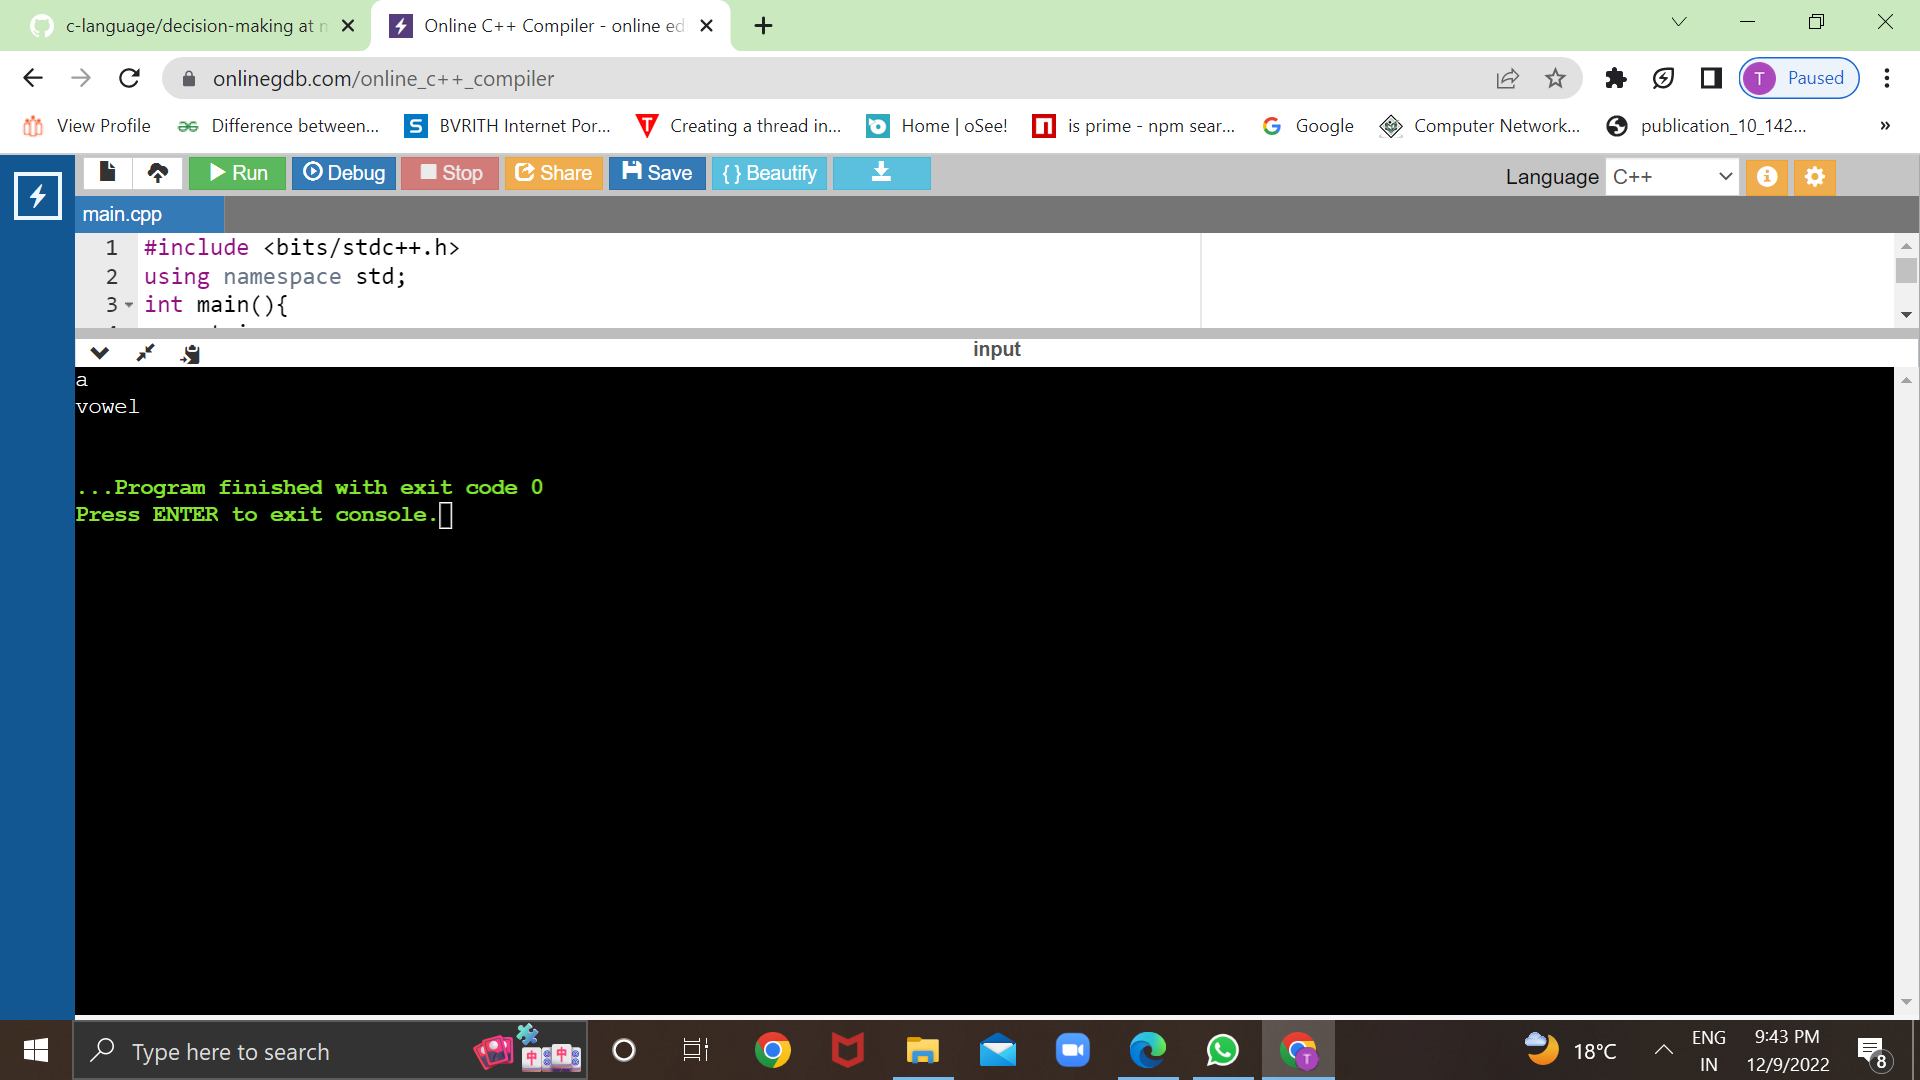 c-language/decision-making at
Online C++ Compiler - online ed
onlinegdb.com/online_c++_compiler
T Paused
View Profile
Difference between...
S BVRITH Internet Por...
T Creating a thread in...
Home | oSee!
n is prime - npm sear...
G Google
Computer Network...
publication_10_142...
»
Run
Debug
Stop
Share
Save
{ } Beautify
Language C++
main.cpp
1 #include <bits/stdc++.h>
2 using namespace std;
3 int main(){
input
a
vowel
...Program finished with exit code 0
Press ENTER to exit console.
Type here to search
T
18°C
ENG
IN
9:43 PM
12/9/2022
8